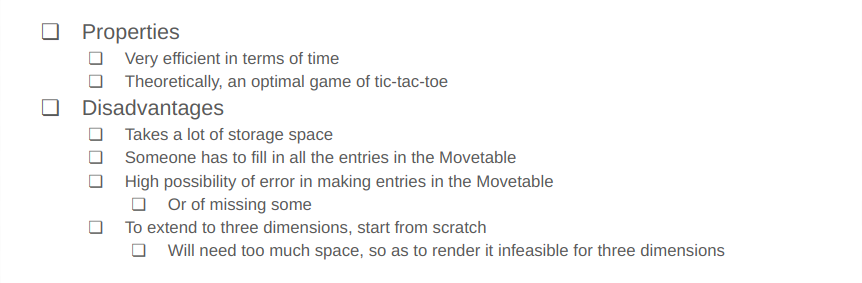 Properties
Very efficient in terms of time
Theoretically, an optimal game of tic-tac-toe
Disadvantages
Takes a lot of storage space
Someone has to fill in all the entries in the Movetable
High possibility of error in making entries in the Movetable
Or of missing some
To extend to three dimensions, start from scratch
Will need too much space, so as to render it infeasible for three dimensions